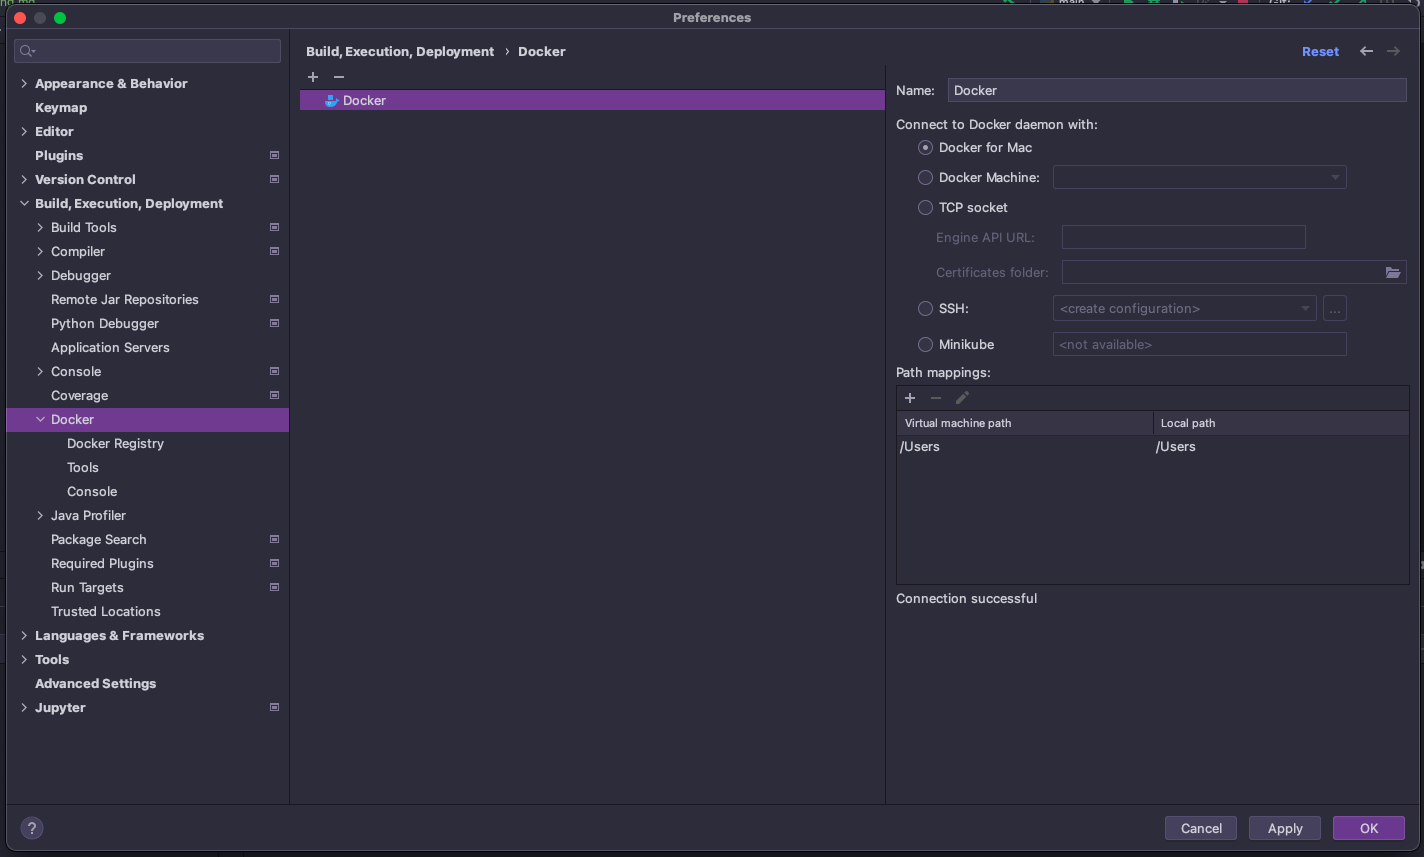 main
Git:
Preferences
Appearance & Behavior
Keymap
Editor
Plugins
Version Control
Build, Execution, Deployment
Build Tools
Compiler
Debugger
Remote Jar Repositories
Python Debugger
Application Servers
Console
Coverage
Docker
Docker Registry
Tools
Console
Java Profiler
Package Search
Required Plugins
Run Targets
Trusted Locations
Languages & Frameworks
Tools
Advanced Settings
Jupyter
?
Build, Execution, Deployment › Docker
Reset
Docker
Name: Docker
Connect to Docker daemon with:
Docker for Mac
Docker Machine:
TCP socket
Engine API URL:
Certificates folder:
SSH: <create configuration> ...
Minikube <not available>
Path mappings:
Virtual machine path Local path
/Users /Users
Connection successful
Cancel Apply OK